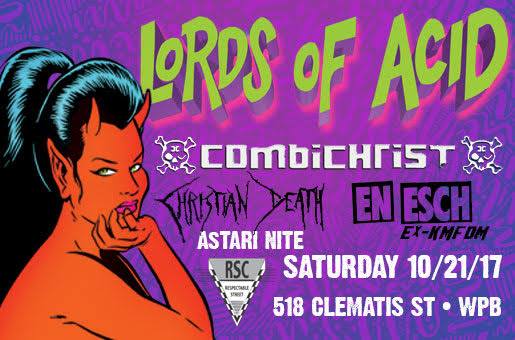 LORDS OF ACID
COMBICHRIST
CHRISTIAN DEATH
EN ESCH
EX-KMFDM
ASTARI NITE
RSC
RESPECTABLE
STREET
SATURDAY 10/21/17
518 CLEMATIS ST • WPB